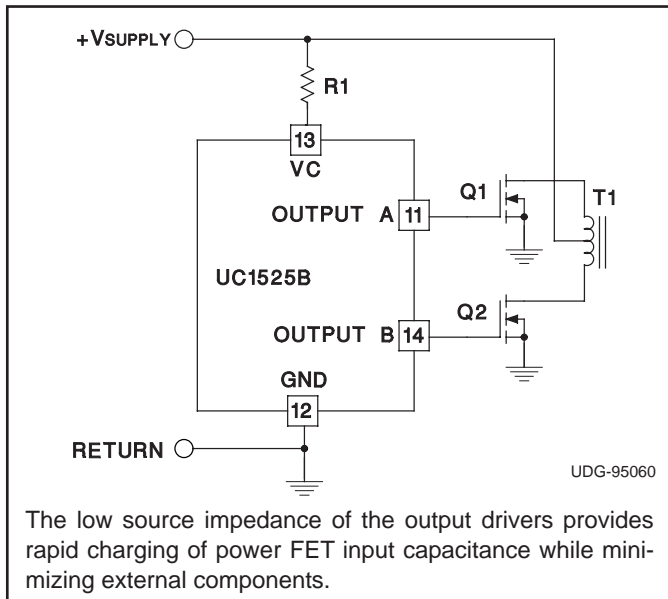 +VSUPPLY
R1
13
VC
Q1
T1
OUTPUT A 11
UC1525B
Q2
OUTPUT B 14
GND
12
RETURN
UDG-95060
The low source impedance of the output drivers provides
rapid charging of power FET input capacitance while mini-
mizing external components.